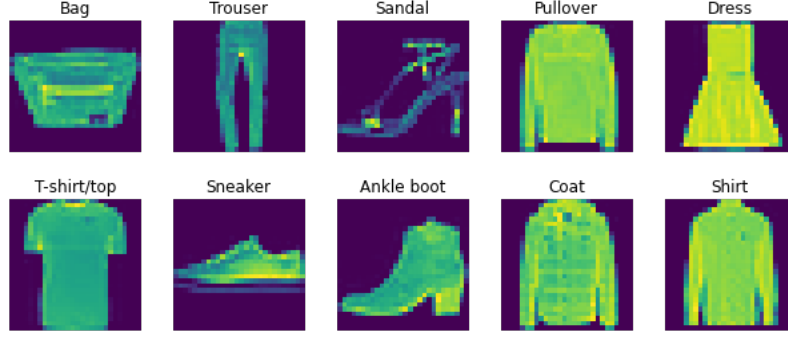 Bag Trouser Sandal Pullover Dress
T-shirt/top Sneaker Ankle boot Coat Shirt